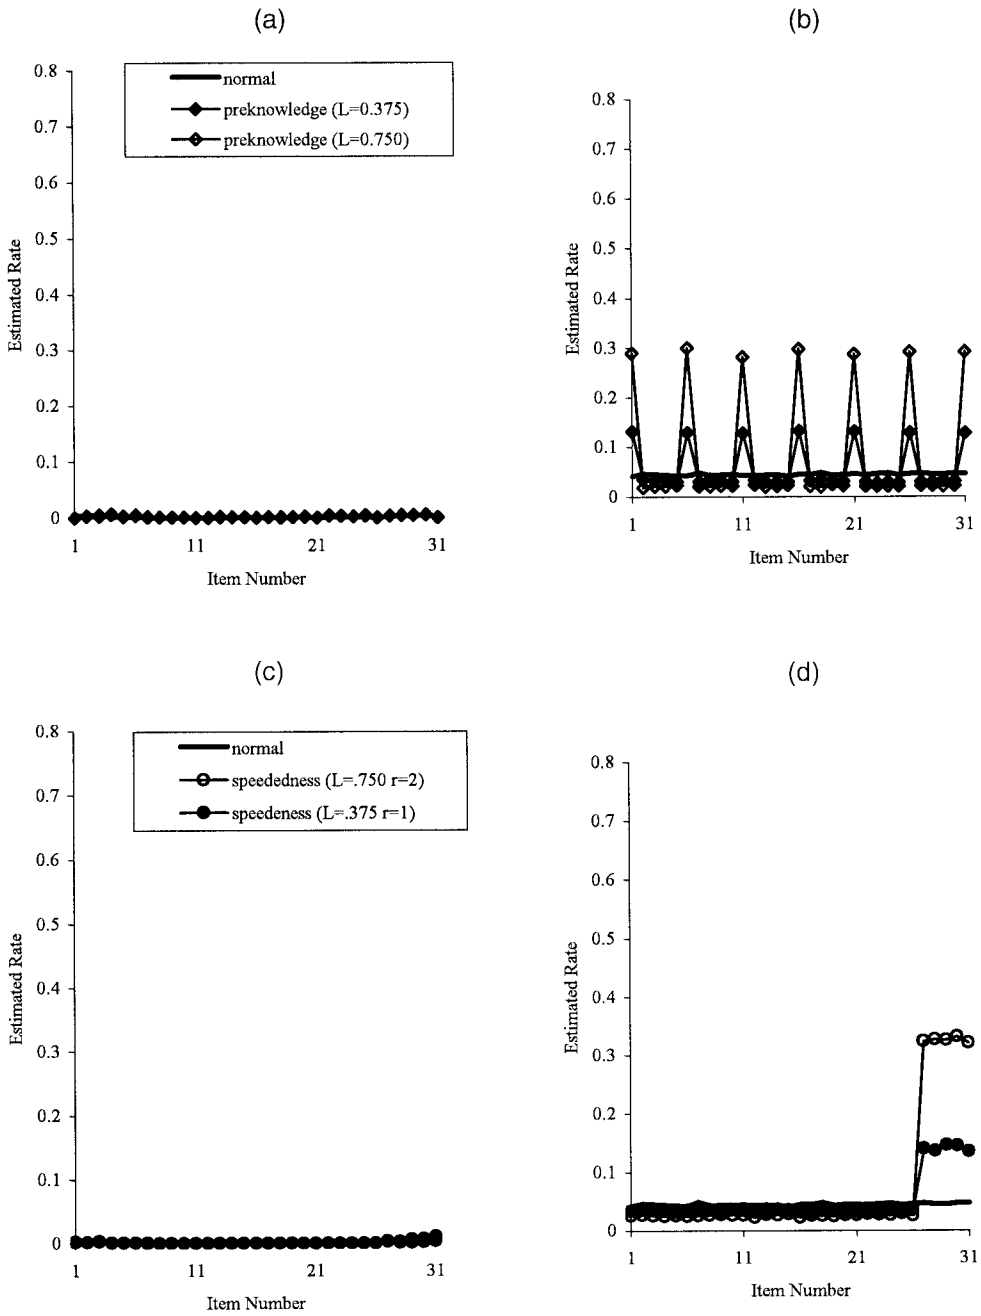 (a)
0.8
0.7
0.6
0.5
0.4
0.3
0.2
0.1
0
Estimated Rate
normal
preknowledge (L=0.375)
preknowledge (L=0.750)
1 11 21 31
Item Number
(b)
0.8
0.7
0.6
0.5
0.4
0.3
0.2
0.1
0
Estimated Rate
1 11 21 31
Item Number
(c)
0.8
0.7
0.6
0.5
0.4
0.3
0.2
0.1
0
Estimated Rate
normal
speededness (L=.750 r=2)
speedeness (L=.375 r=1)
1 11 21 31
Item Number
(d)
0.8
0.7
0.6
0.5
0.4
0.3
0.2
0.1
0
Estimated Rate
1 11 21 31
Item Number